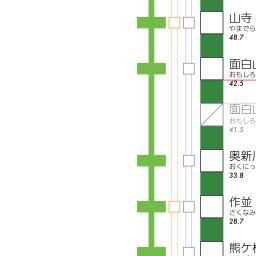 山寺
やまでら
48.7
面白山
おもしろ
42.5
面白山
おもしろ
41.5
奥新川
おくにっ
33.8
作並
さくなみ
28.7
熊ケ根